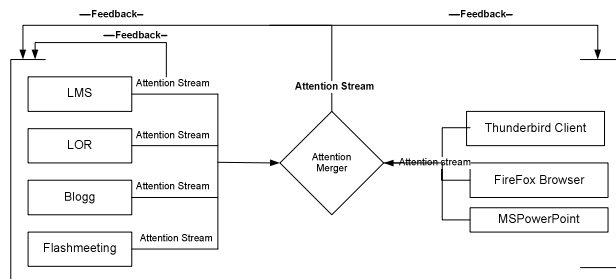 —Feedback—
—Feedback—
—Feedback—
Attention Stream
Attention Stream
LMS
Thunderbird Client
Attention Stream
LOR
Attention
Merger
Attention stream
FireFox Browser
Attention Stream
Blogg
MSPowerPoint
Attention Stream
Flashmeeting